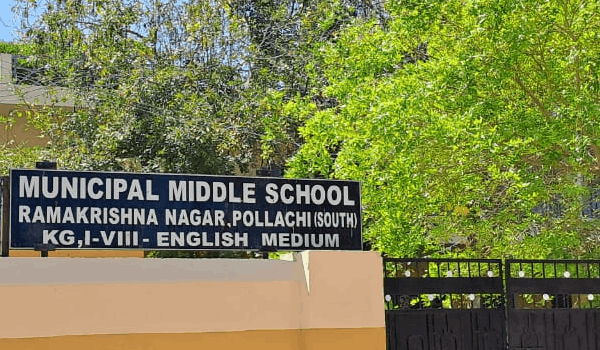 MUNICIPAL MIDDLE SCHOOL
RAMAKRISHNA NAGAR, POLLACHI (SOUTH)
KG,I-VIII- ENGLISH MEDIUM